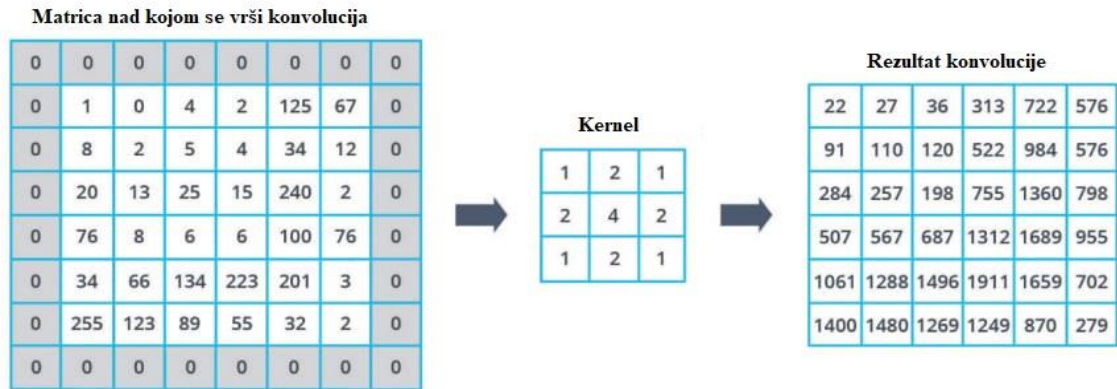 Matrica nad kojom se vrši konvolucija
0 0 0 0 0 0 0 0
0 1 0 4 2 125 67 0
0 8 2 5 4 34 12 0
0 20 13 25 15 240 2 0
0 76 8 6 6 100 76 0
0 34 66 134 223 201 3 0
0 255 123 89 55 32 2 0
0 0 0 0 0 0 0 0
Kernel
1 2 1
2 4 2
1 2 1
Rezultat konvolucije
22 27 36 313 722 576
91 110 120 522 984 576
284 257 198 755 1360 798
507 567 687 1312 1689 955
1061 1288 1496 1911 1659 702
1400 1480 1269 1249 870 279